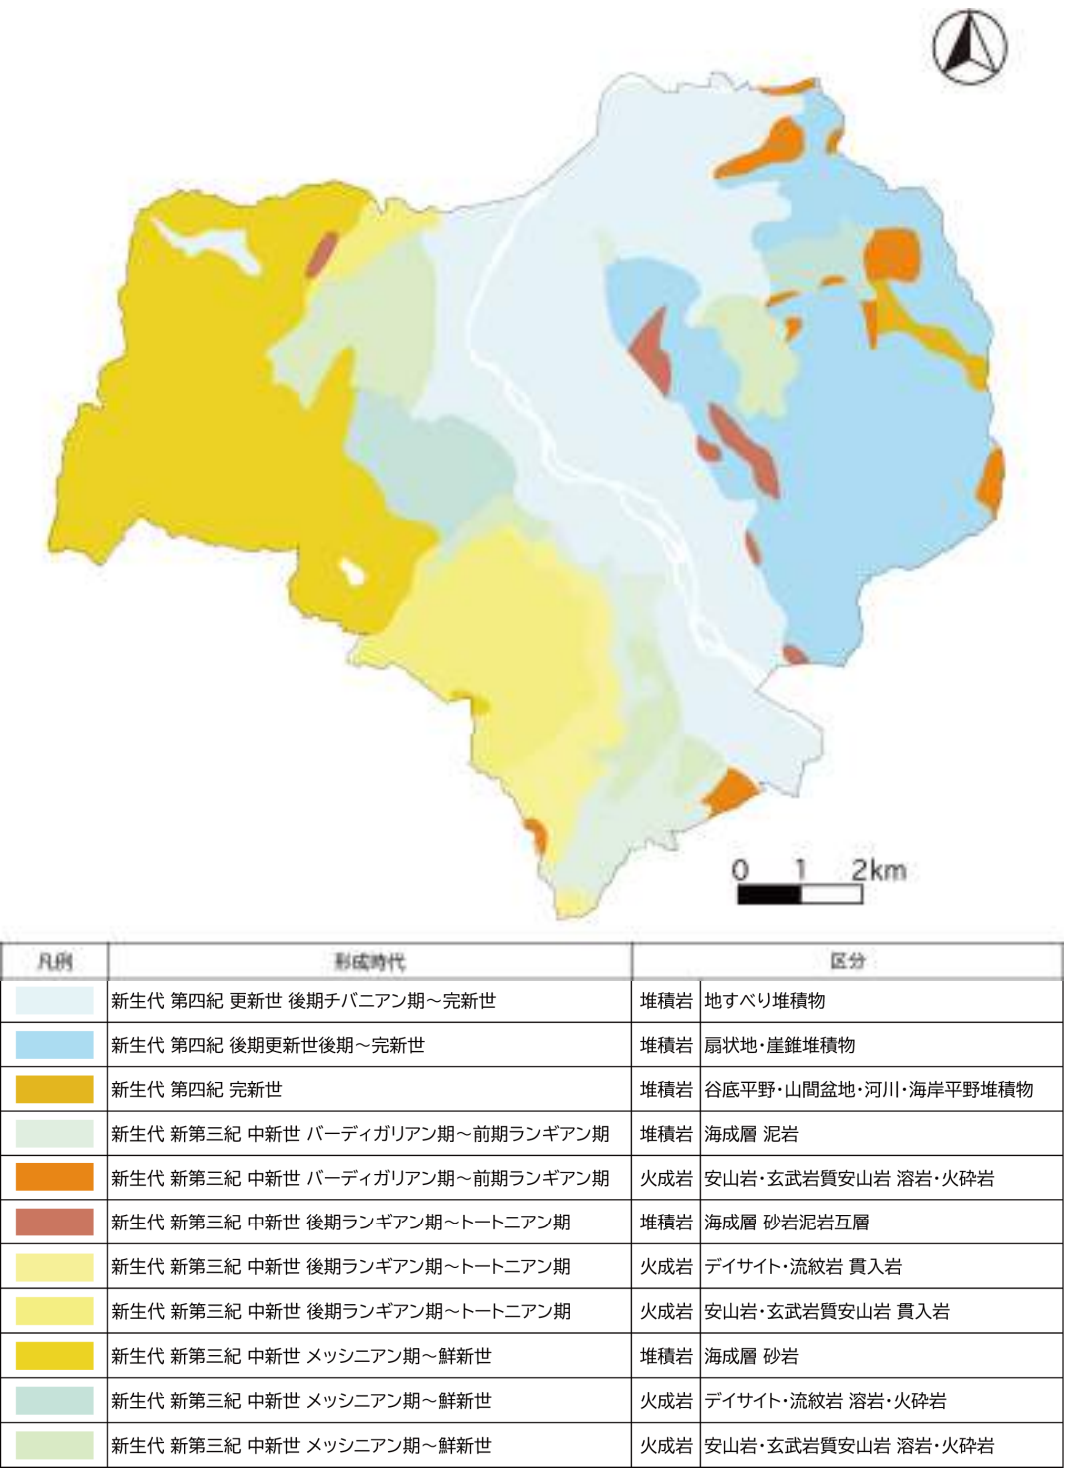 0 1 2km
凡例 形成時代 区分
新生代 第四紀 更新世 後期チバニアン期～完新世 堆積岩 地すべり堆積物
新生代 第四紀 後期更新世後期～完新世 堆積岩 扇状地・崖錐堆積物
新生代 第四紀 完新世 堆積岩 谷底平野・山間盆地・河川・海岸平野堆積物
新生代 新第三紀 中新世 バーディガリアン期～前期ランギアン期 堆積岩 海成層 泥岩
新生代 新第三紀 中新世 バーディガリアン期～前期ランギアン期 火成岩 安山岩・玄武岩質安山岩 溶岩・火砕岩
新生代 新第三紀 中新世 後期ランギアン期～トートニアン期 堆積岩 海成層 砂岩泥岩互層
新生代 新第三紀 中新世 後期ランギアン期～トートニアン期 火成岩 デイサイト・流紋岩 貫入岩
新生代 新第三紀 中新世 後期ランギアン期～トートニアン期 火成岩 安山岩・玄武岩質安山岩 貫入岩
新生代 新第三紀 中新世 メッシニアン期～鮮新世 堆積岩 海成層 砂岩
新生代 新第三紀 中新世 メッシニアン期～鮮新世 火成岩 デイサイト・流紋岩 溶岩・火砕岩
新生代 新第三紀 中新世 メッシニアン期～鮮新世 火成岩 安山岩・玄武岩質安山岩 溶岩・火砕岩